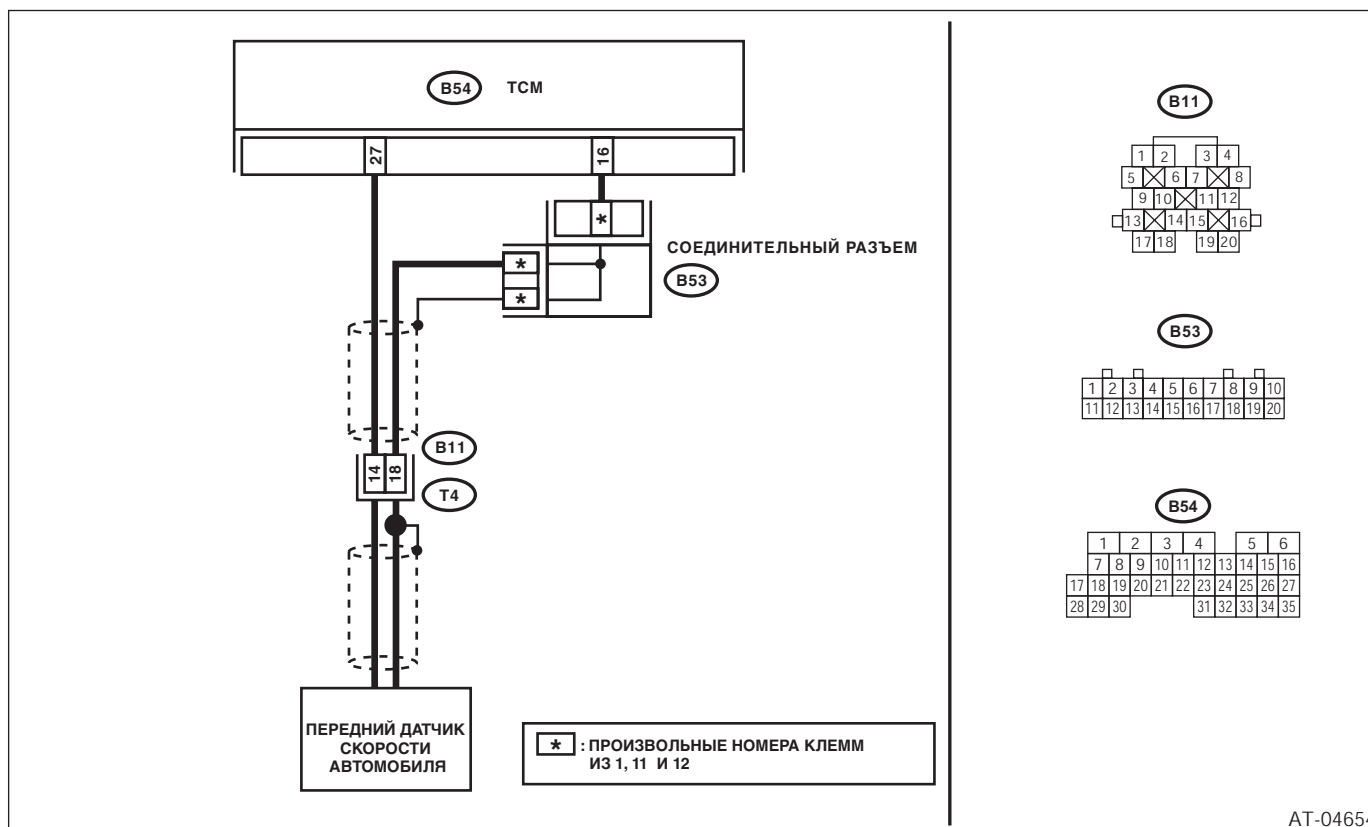 B54 TCM
27 16
*
СОЕДИНИТЕЛЬНЫЙ РАЗЪЕМ
B53
*
*
B11
14 18
T4
ПЕРЕДНИЙ ДАТЧИК
СКОРОСТИ
АВТОМОБИЛЯ
* : ПРОИЗВОЛЬНЫЕ НОМЕРА КЛЕММ
ИЗ 1, 11 И 12
B11
1 2 3 4
5 6 7 8
9 10 11 12
13 14 15 16
17 18 19 20
B53
1 2 3 4 5 6 7 8 9 10
11 12 13 14 15 16 17 18 19 20
B54
1 2 3 4 5 6
7 8 9 10 11 12 13 14 15 16
17 18 19 20 21 22 23 24 25 26 27
28 29 30 31 32 33 34 35
AT-04654